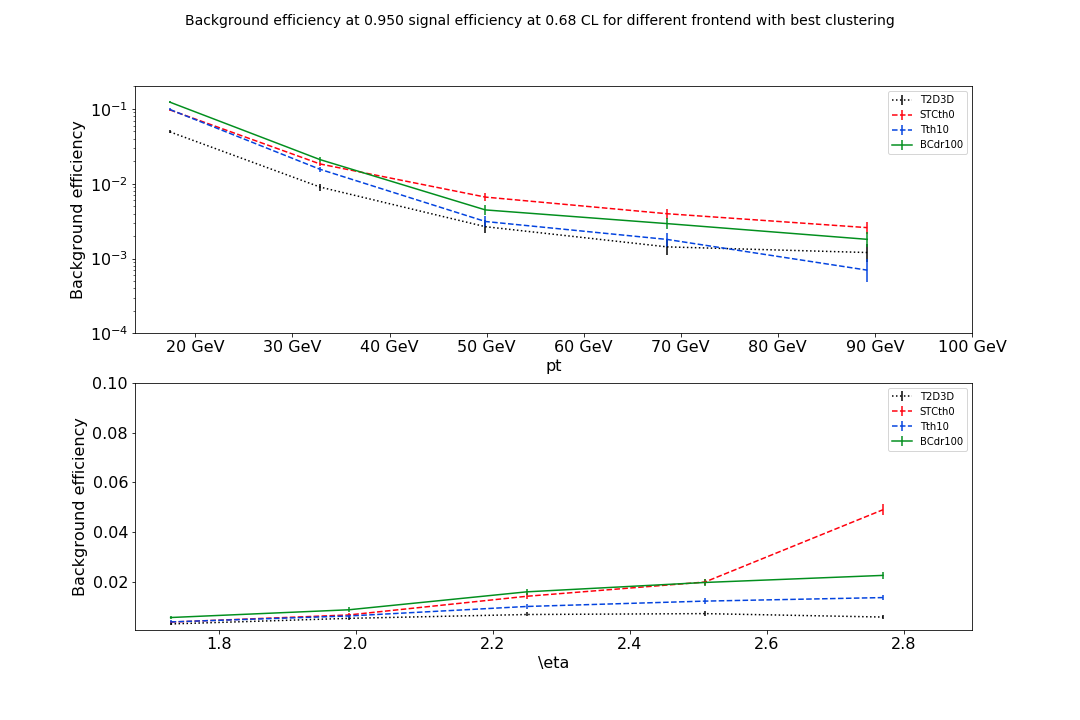 Background efficiency at 0.950 signal efficiency at 0.68 CL for different frontend with best clustering
Background efficiency
10⁻¹
10⁻²
10⁻³
10⁻⁴
T2D3D
STCth0
Tth10
BCdr100
20 GeV 30 GeV 40 GeV 50 GeV 60 GeV 70 GeV 80 GeV 90 GeV 100 GeV
pt
Background efficiency
0.10
0.08
0.06
0.04
0.02
T2D3D
STCth0
Tth10
BCdr100
1.8 2.0 2.2 2.4 2.6 2.8
\eta